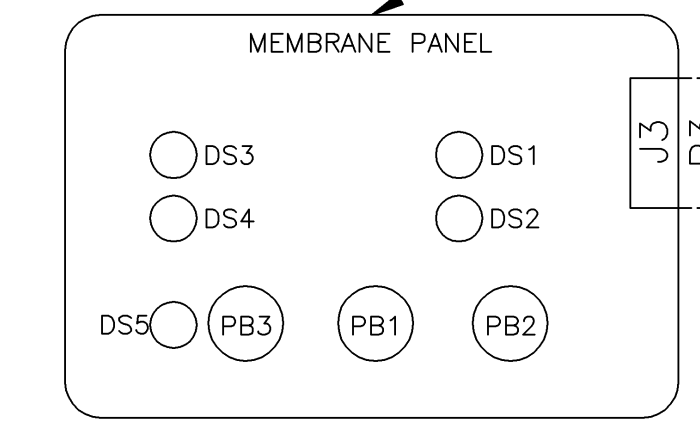 MEMBRANE PANEL
J3
DS3 DS1
DS4 DS2
DS5 PB3 PB1 PB2